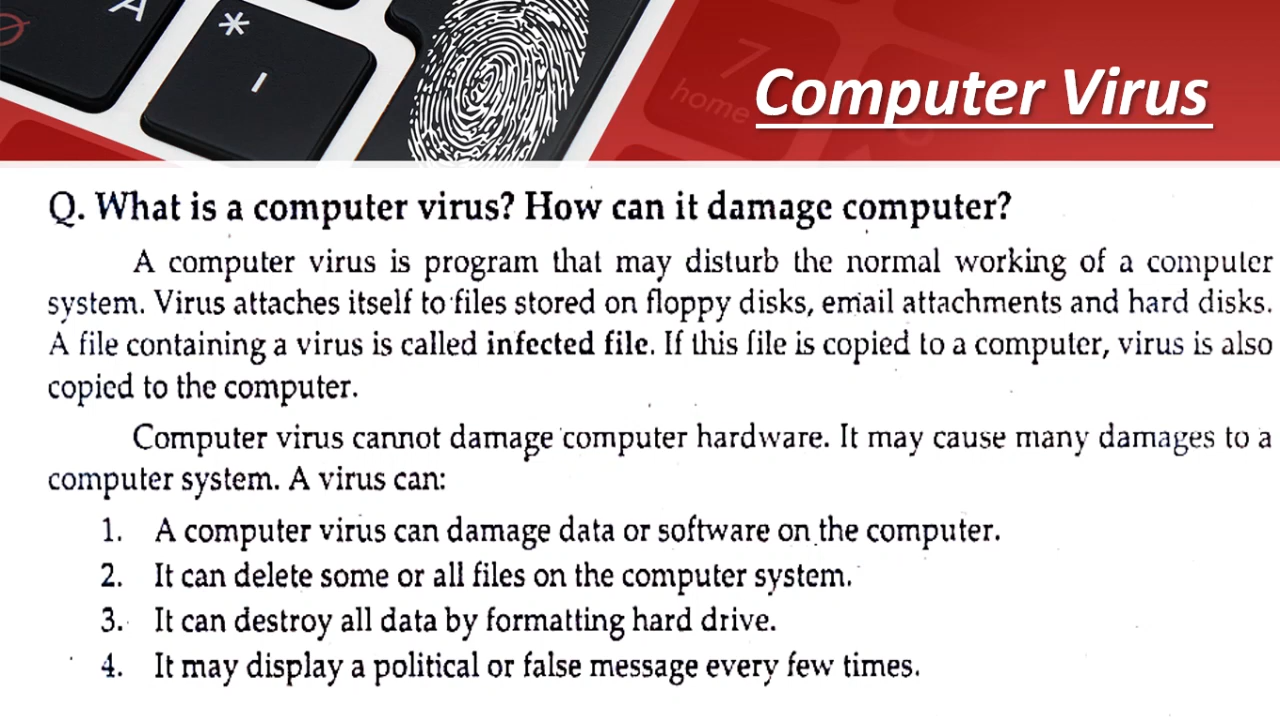 A
*
I
7
home
Computer Virus
Q. What is a computer virus? How can it damage computer?
A computer virus is program that may disturb the normal working of a computer
system. Virus attaches itself to files stored on floppy disks, email attachments and hard disks.
A file containing a virus is called infected file. If this file is copied to a computer, virus is also
copied to the computer.
Computer virus cannot damage computer hardware. It may cause many damages to a
computer system. A virus can:
1. A computer virus can damage data or software on the computer.
2. It can delete some or all files on the computer system.
3. It can destroy all data by formatting hard drive.
4. It may display a political or false message every few times.